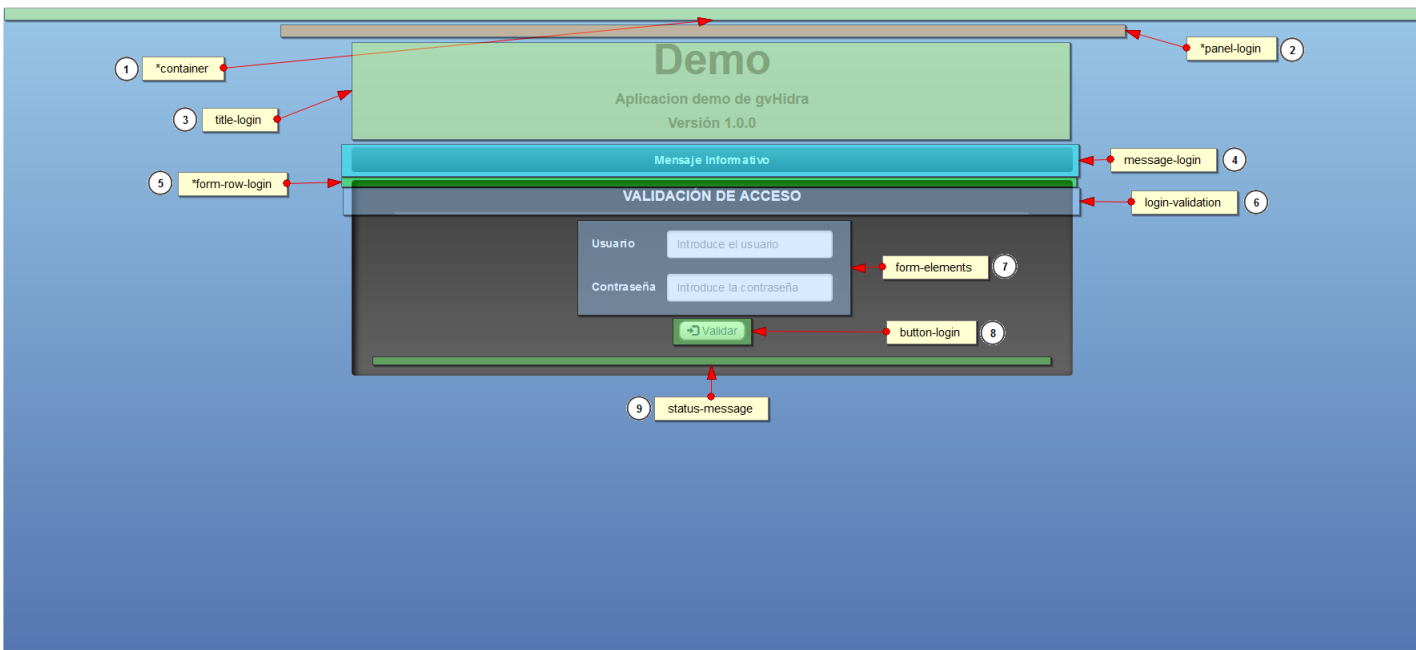 Demo
*panel-login 2
1 *container
Aplicacion demo de gvHidra
3 title-login
Versión 1.0.0
Mensaje Informativo
message-login 4
5 *form-row-login
VALIDACIÓN DE ACCESO
login-validation 6
Usuario Introduce el usuario
form-elements 7
Contraseña Introduce la contraseña
Validar
button-login 8
9 status-message